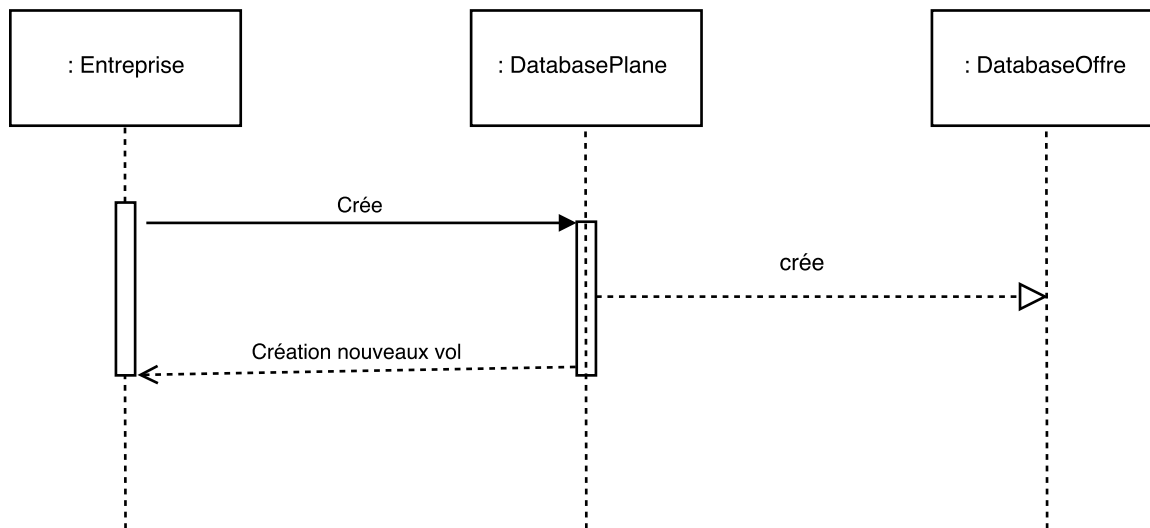 : Entreprise
: DatabasePlane
: DatabaseOffre
Crée
crée
Création nouveaux vol